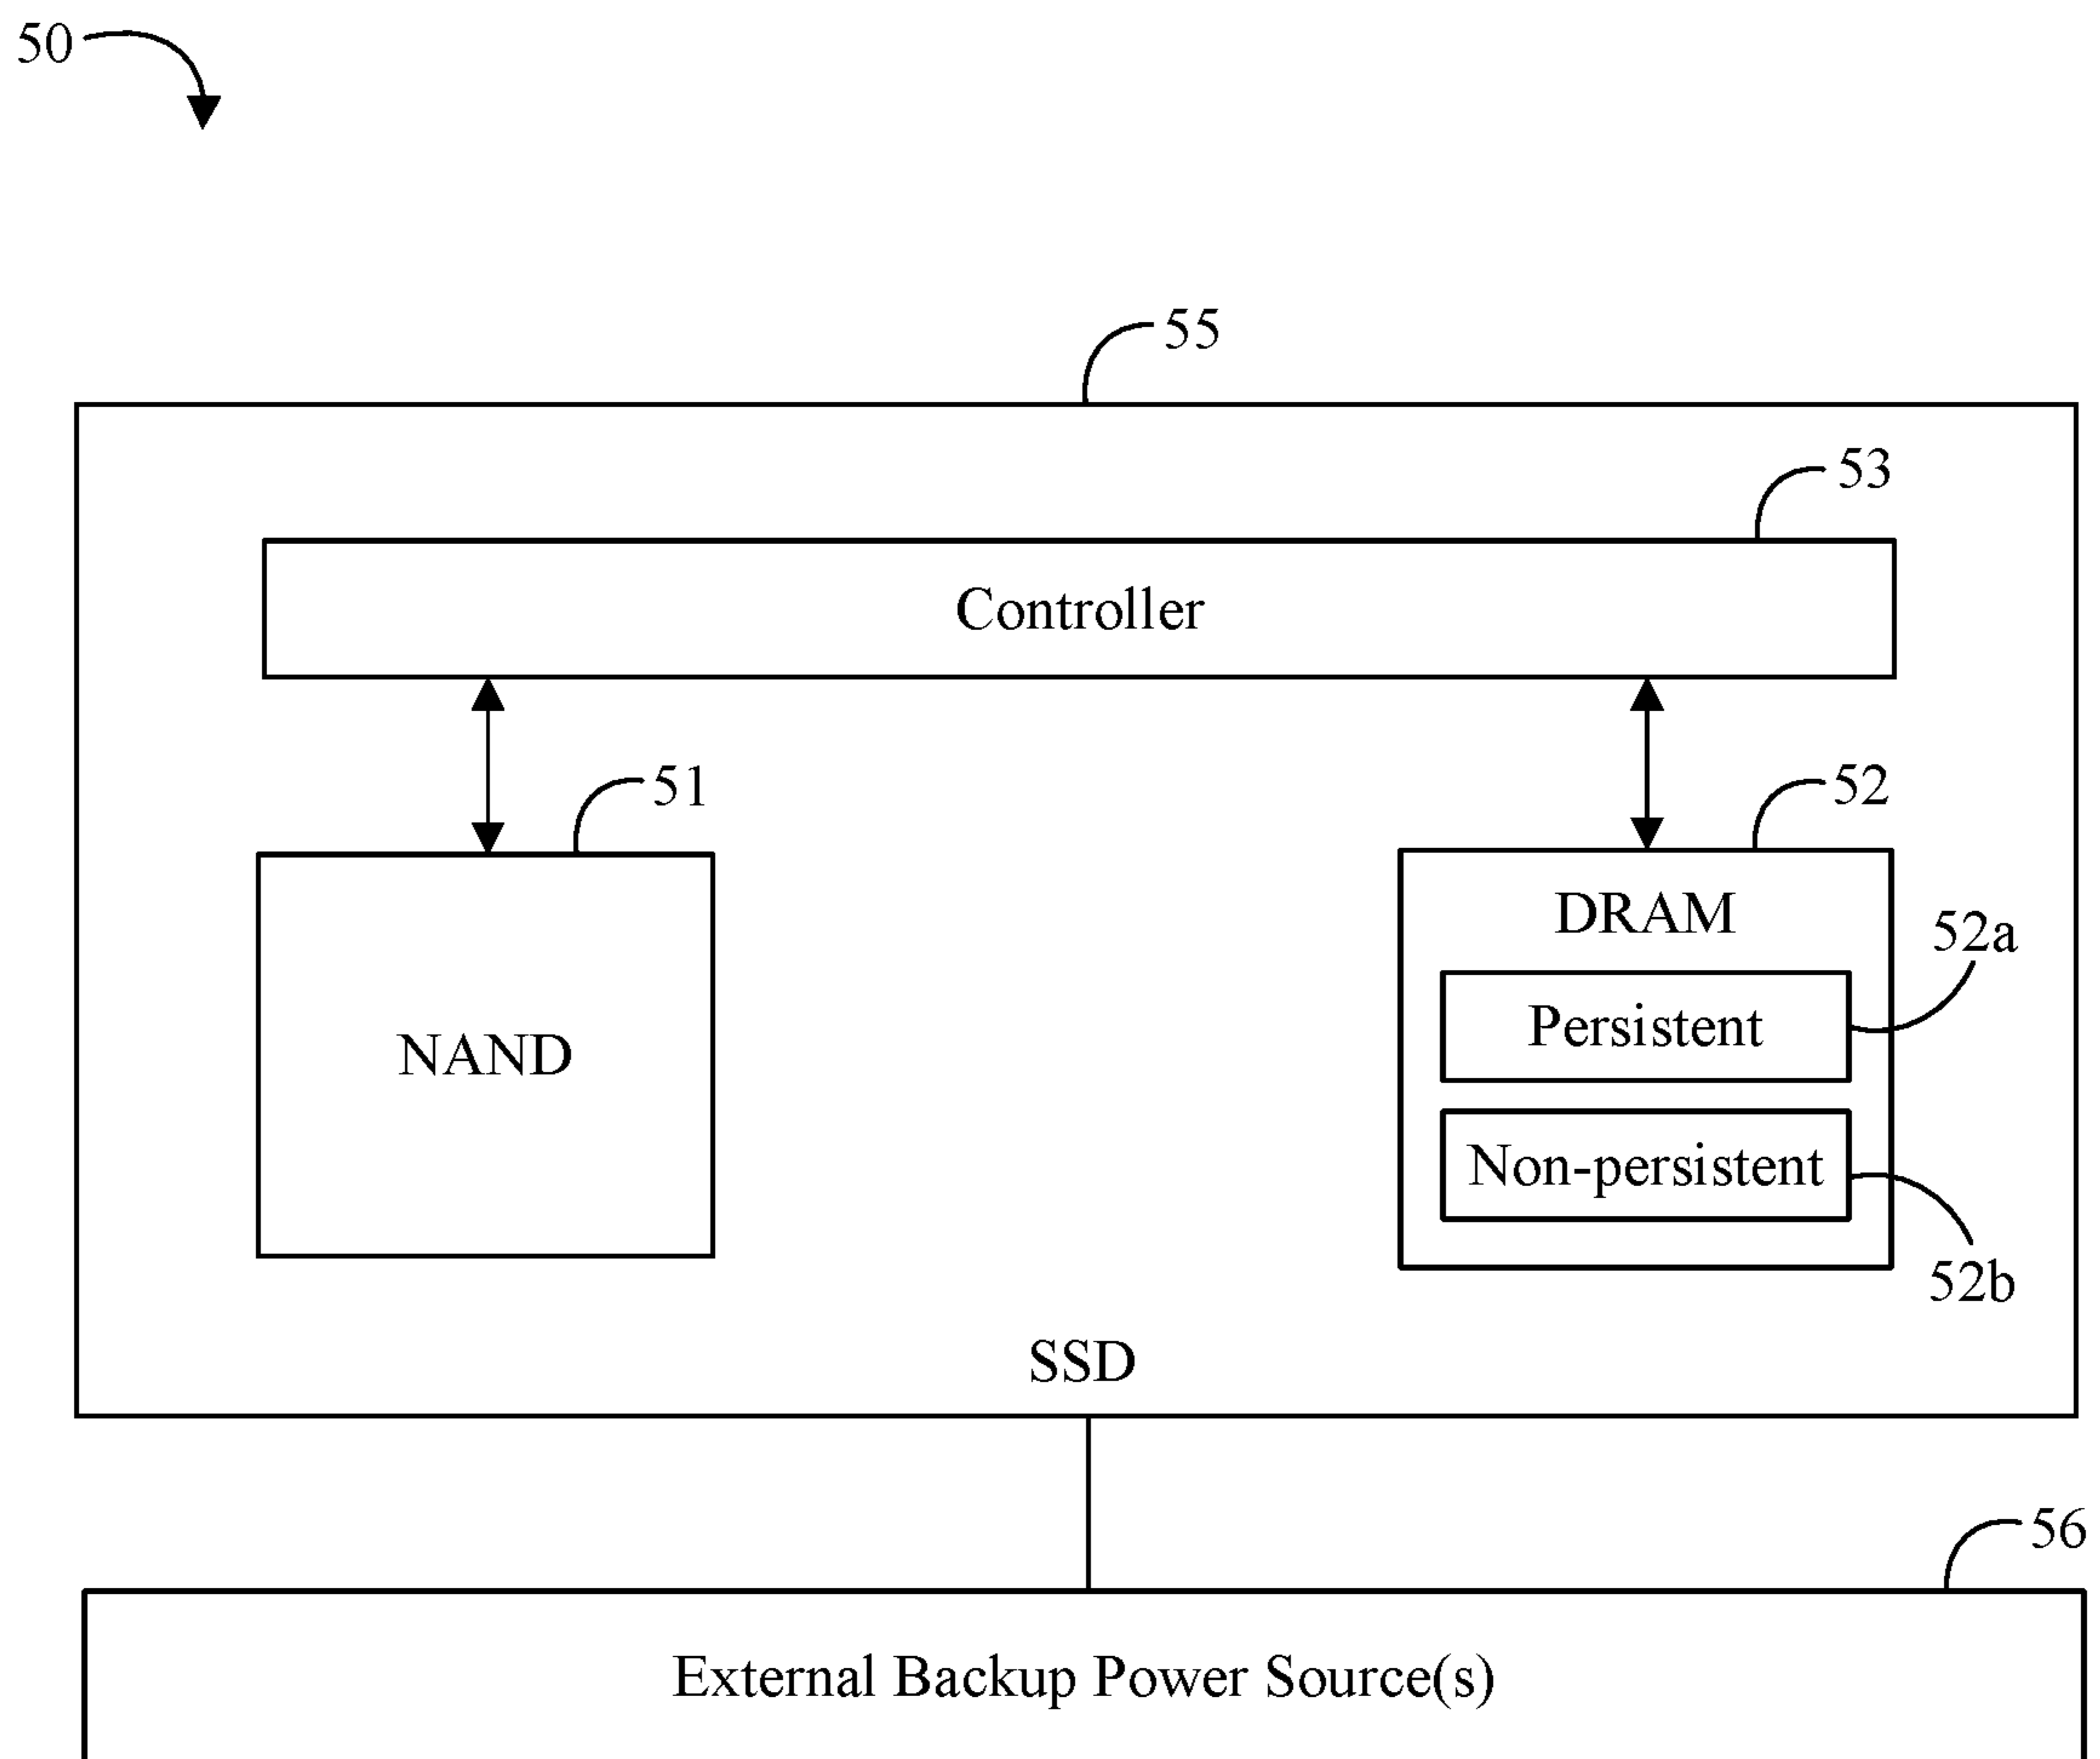 50
55
53
Controller
51
52
DRAM
52a
Persistent
NAND
Non-persistent
52b
SSD
56
External Backup Power Source(s)